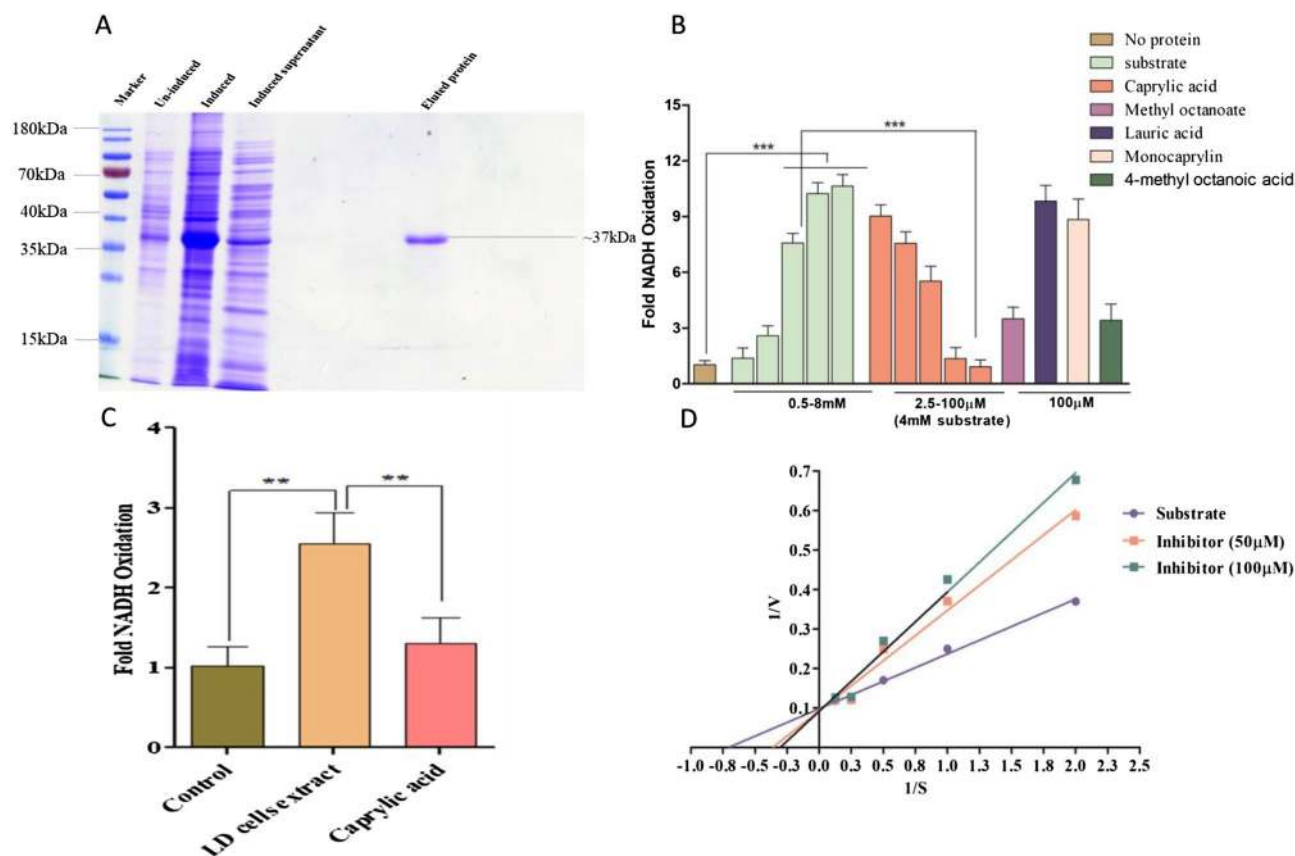 A
Marker
Un-induced
Induced
Induced supernatant
Eluted protein
180kDa
70kDa
40kDa
35kDa
15kDa
~37kDa
B
No protein
substrate
Caprylic acid
Methyl octanoate
Lauric acid
Monocaprylin
4-methyl octanoic acid
Fold NADH Oxidation
15
12
9
6
3
0
***
***
0.5-8mM
2.5-100μM
(4mM substrate)
100μM
C
Fold NADH Oxidation
4
3
2
1
0
**
**
Control
LD cells extract
Caprylic acid
D
1/V
0.7
0.6
0.5
0.4
0.3
0.2
0.1
-1.0 -0.8 -0.5 -0.3 0.0 0.3 0.5 0.8 1.0 1.3 1.5 1.8 2.0 2.3 2.5
1/S
Substrate
Inhibitor (50μM)
Inhibitor (100μM)